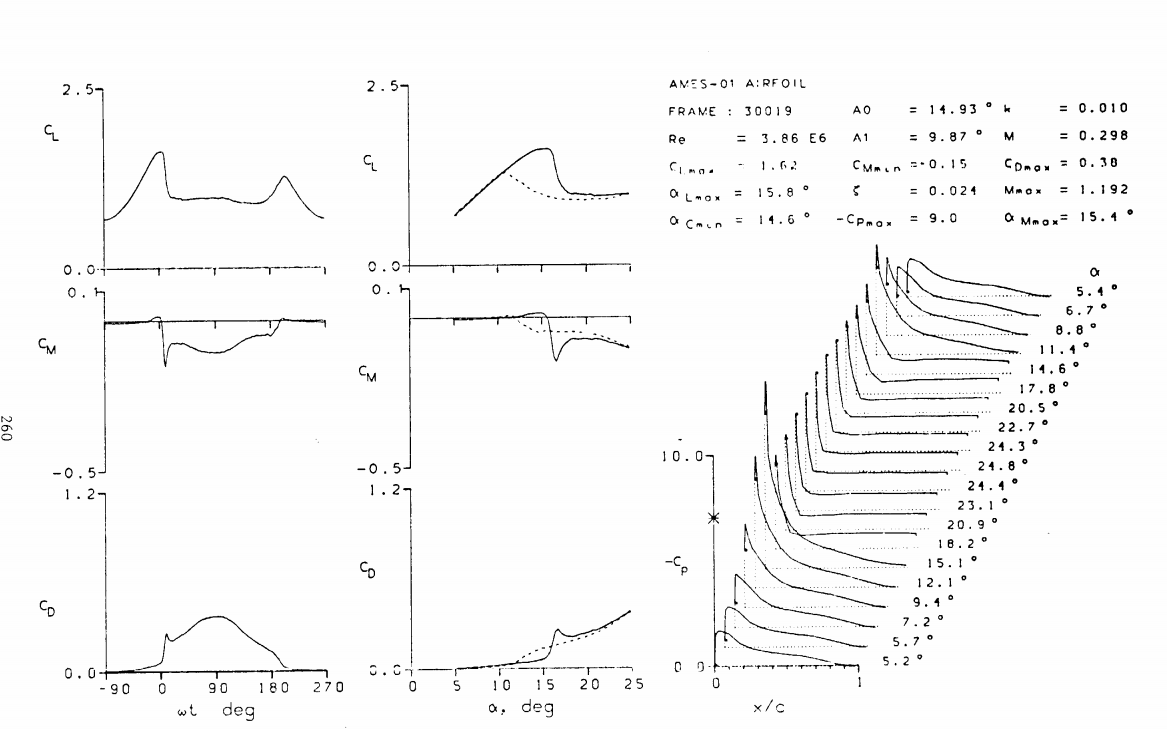 AMES-01 AIRFOIL
FRAME : 30019 A0 = 14.93 ° k = 0.010
Re = 3.86 E6 A1 = 9.87 ° M = 0.298
CLmax = 1.62 CMmin =-0.15 CDmax = 0.38
αLmax = 15.8 ° ζ = 0.024 Mmax = 1.192
αCmin = 14.6 ° -CPmax = 9.0 αMmax= 15.4 °
2.5
CL
0.0
0.1
CM
-0.5
1.2
CD
0.0
-90 0 90 180 270
ωt deg
2.5
CL
0.0
0.1
CM
-0.5
1.2
CD
0.0
0 5 10 15 20 25
α, deg
α
5.4 °
6.7 °
8.8 °
11.4 °
14.6 °
17.8 °
20.5 °
22.7 °
24.3 °
24.8 °
24.4 °
23.1 °
20.9 °
18.2 °
15.1 °
12.1 °
9.4 °
7.2 °
5.7 °
5.2 °
10.0
-Cp
0 0
0 1
x/c
260